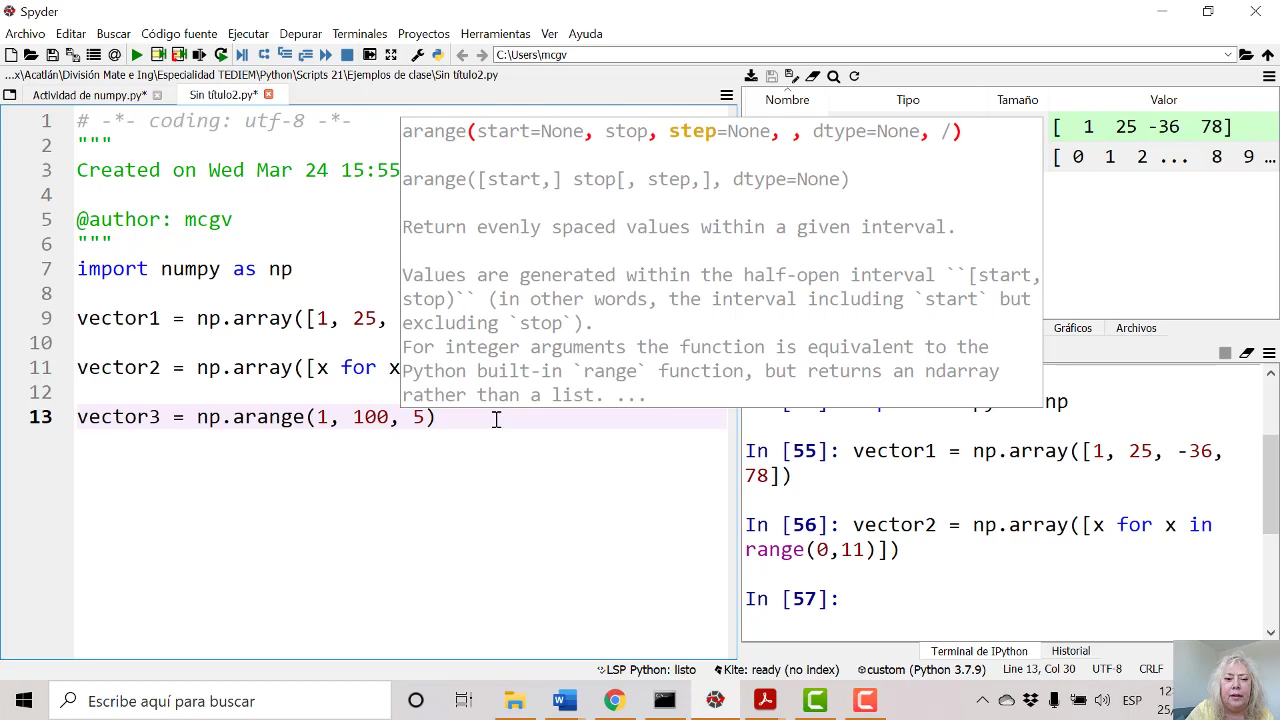 Spyder
Archivo Editar Buscar Código fuente Ejecutar Depurar Terminales Proyectos Herramientas Ver Ayuda
C:\Users\mcgv
...x\Acatlán\División Mate e Ing\Especialidad TEDIEM\Python\Scripts 21\Ejemplos de clase\Sin título2.py
Actividad de numpy.py* Sin título2.py*
1 # -*- coding: utf-8 -*-
2 """
3 Created on Wed Mar 24 15:55
4
5 @author: mcgv
6 """
7 import numpy as np
8
9 vector1 = np.array([1, 25,
10
11 vector2 = np.array([x for x
12
13 vector3 = np.arange(1, 100, 5)
arange(start=None, stop, step=None, , dtype=None, /)
arange([start,] stop[, step,], dtype=None)
Return evenly spaced values within a given interval.
Values are generated within the half-open interval ``[start,
stop)`` (in other words, the interval including `start` but
excluding `stop`).
For integer arguments the function is equivalent to the
Python built-in `range` function, but returns an ndarray
rather than a list. ...
Nombre Tipo Tamaño Valor
[ 1 25 -36 78]
[ 0 1 2 ... 8 9 ...
Gráficos Archivos
np
In [55]: vector1 = np.array([1, 25, -36,
78])
In [56]: vector2 = np.array([x for x in
range(0,11)])
In [57]:
Terminal de IPython Historial
LSP Python: listo Kite: ready (no index) custom (Python 3.7.9) Line 13, Col 30 UTF-8 CRLF
Escribe aquí para buscar
ESP